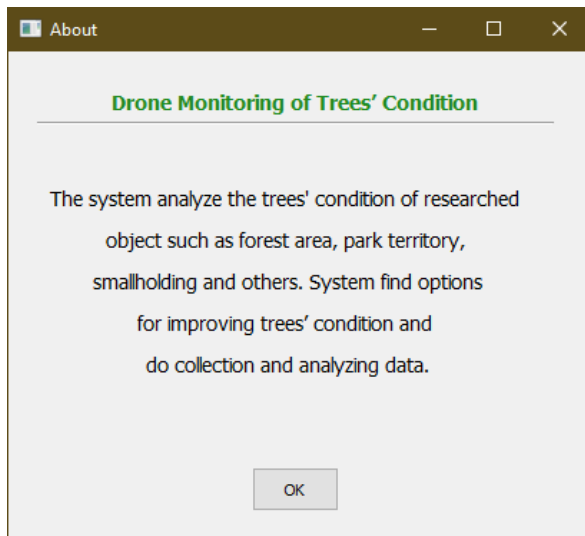 About
Drone Monitoring of Trees’ Condition
The system analyze the trees' condition of researched
object such as forest area, park territory,
smallholding and others. System find options
for improving trees’ condition and
do collection and analyzing data.
OK